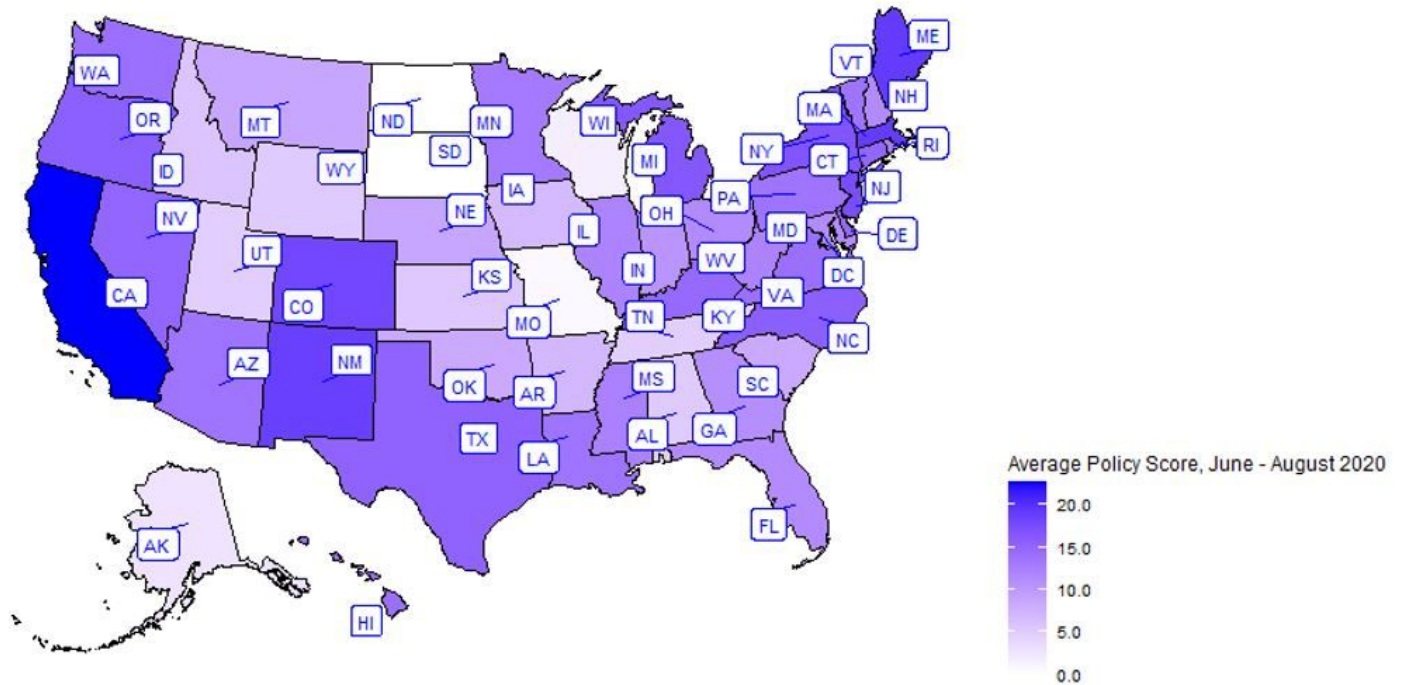 ME
VT
WA
NH
MA
OR
MT
ND
MN
WI
RI
SD
NY
CT
MI
ID
WY
IA
NJ
PA
NE
OH
NV
IL
MD
DE
UT
WV
IN
KS
DC
CA
VA
CO
TN
KY
MO
NC
AZ
NM
MS
SC
OK
AR
TX
AL
GA
LA
Average Policy Score, June - August 2020
20.0
15.0
10.0
5.0
0.0
FL
AK
HI